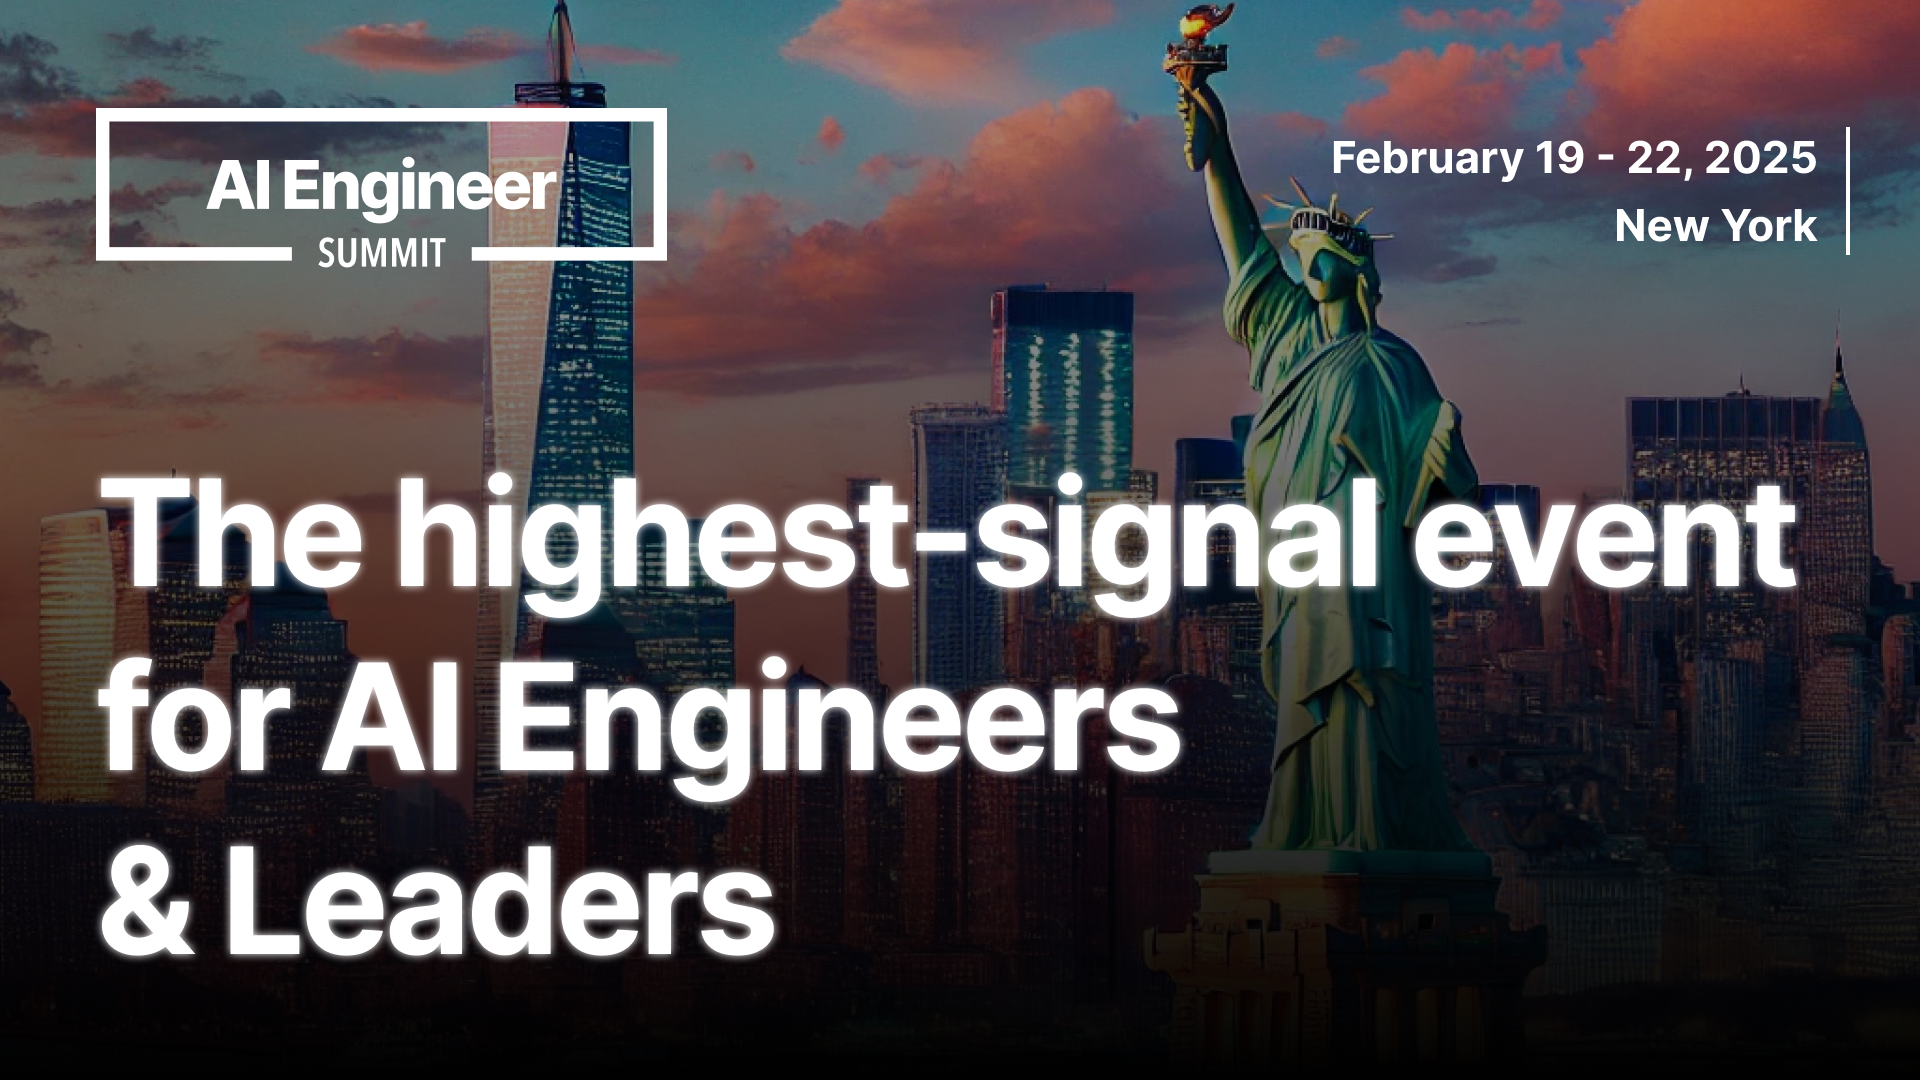 AI Engineer
SUMMIT
February 19 - 22, 2025
New York
The highest-signal event
for AI Engineers
& Leaders